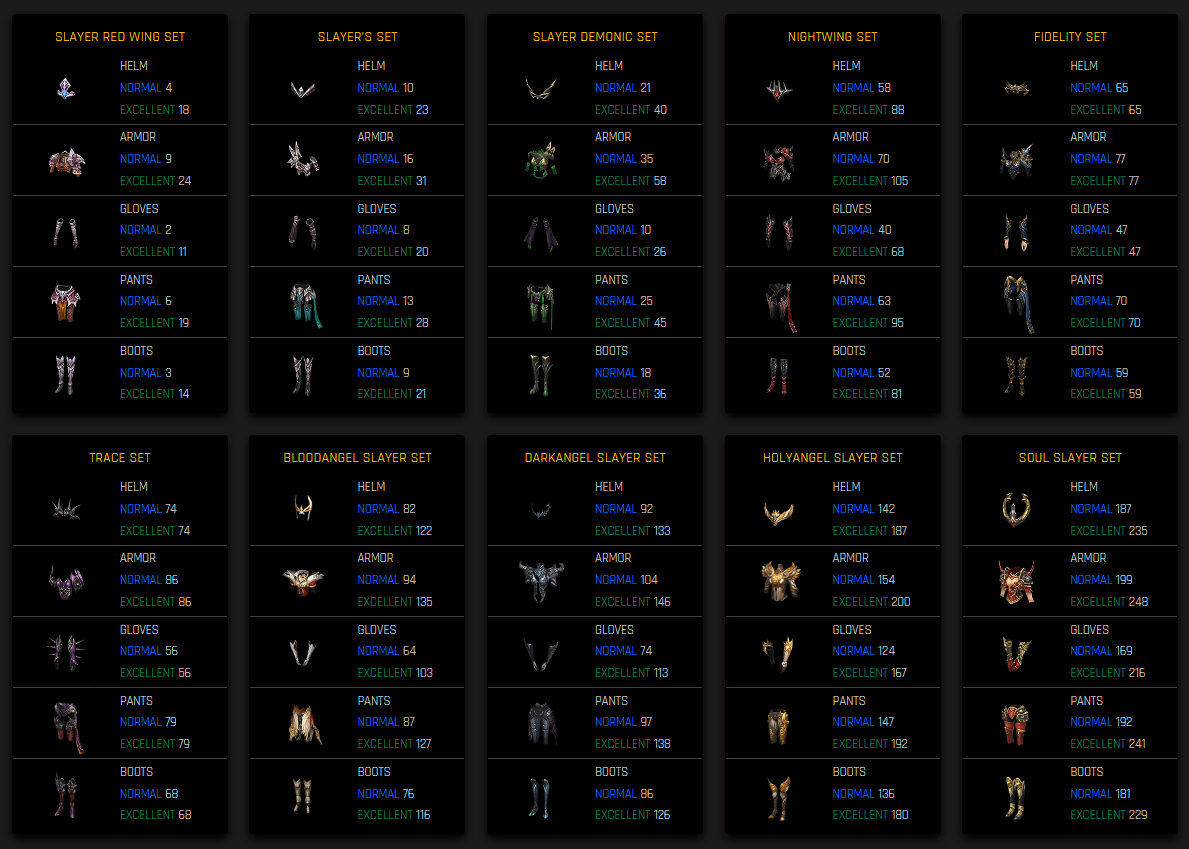 SLAYER RED WING SET
HELM
NORMAL 4
EXCELLENT 18
ARMOR
NORMAL 9
EXCELLENT 24
GLOVES
NORMAL 2
EXCELLENT 11
PANTS
NORMAL 6
EXCELLENT 19
BOOTS
NORMAL 3
EXCELLENT 14
SLAYER'S SET
HELM
NORMAL 10
EXCELLENT 23
ARMOR
NORMAL 16
EXCELLENT 31
GLOVES
NORMAL 8
EXCELLENT 20
PANTS
NORMAL 13
EXCELLENT 28
BOOTS
NORMAL 9
EXCELLENT 21
SLAYER DEMONIC SET
HELM
NORMAL 21
EXCELLENT 40
ARMOR
NORMAL 35
EXCELLENT 58
GLOVES
NORMAL 10
EXCELLENT 26
PANTS
NORMAL 25
EXCELLENT 45
BOOTS
NORMAL 18
EXCELLENT 36
NIGHTWING SET
HELM
NORMAL 58
EXCELLENT 88
ARMOR
NORMAL 70
EXCELLENT 105
GLOVES
NORMAL 40
EXCELLENT 68
PANTS
NORMAL 63
EXCELLENT 95
BOOTS
NORMAL 52
EXCELLENT 81
FIDELITY SET
HELM
NORMAL 65
EXCELLENT 65
ARMOR
NORMAL 77
EXCELLENT 77
GLOVES
NORMAL 47
EXCELLENT 47
PANTS
NORMAL 70
EXCELLENT 70
BOOTS
NORMAL 59
EXCELLENT 59
TRACE SET
HELM
NORMAL 74
EXCELLENT 74
ARMOR
NORMAL 86
EXCELLENT 86
GLOVES
NORMAL 56
EXCELLENT 56
PANTS
NORMAL 79
EXCELLENT 79
BOOTS
NORMAL 68
EXCELLENT 68
BLOODANGEL SLAYER SET
HELM
NORMAL 82
EXCELLENT 122
ARMOR
NORMAL 94
EXCELLENT 135
GLOVES
NORMAL 64
EXCELLENT 103
PANTS
NORMAL 87
EXCELLENT 127
BOOTS
NORMAL 76
EXCELLENT 116
DARKANGEL SLAYER SET
HELM
NORMAL 92
EXCELLENT 133
ARMOR
NORMAL 104
EXCELLENT 146
GLOVES
NORMAL 74
EXCELLENT 113
PANTS
NORMAL 97
EXCELLENT 138
BOOTS
NORMAL 86
EXCELLENT 126
HOLYANGEL SLAYER SET
HELM
NORMAL 142
EXCELLENT 187
ARMOR
NORMAL 154
EXCELLENT 200
GLOVES
NORMAL 124
EXCELLENT 167
PANTS
NORMAL 147
EXCELLENT 192
BOOTS
NORMAL 136
EXCELLENT 180
SOUL SLAYER SET
HELM
NORMAL 187
EXCELLENT 235
ARMOR
NORMAL 199
EXCELLENT 248
GLOVES
NORMAL 169
EXCELLENT 216
PANTS
NORMAL 192
EXCELLENT 241
BOOTS
NORMAL 181
EXCELLENT 229